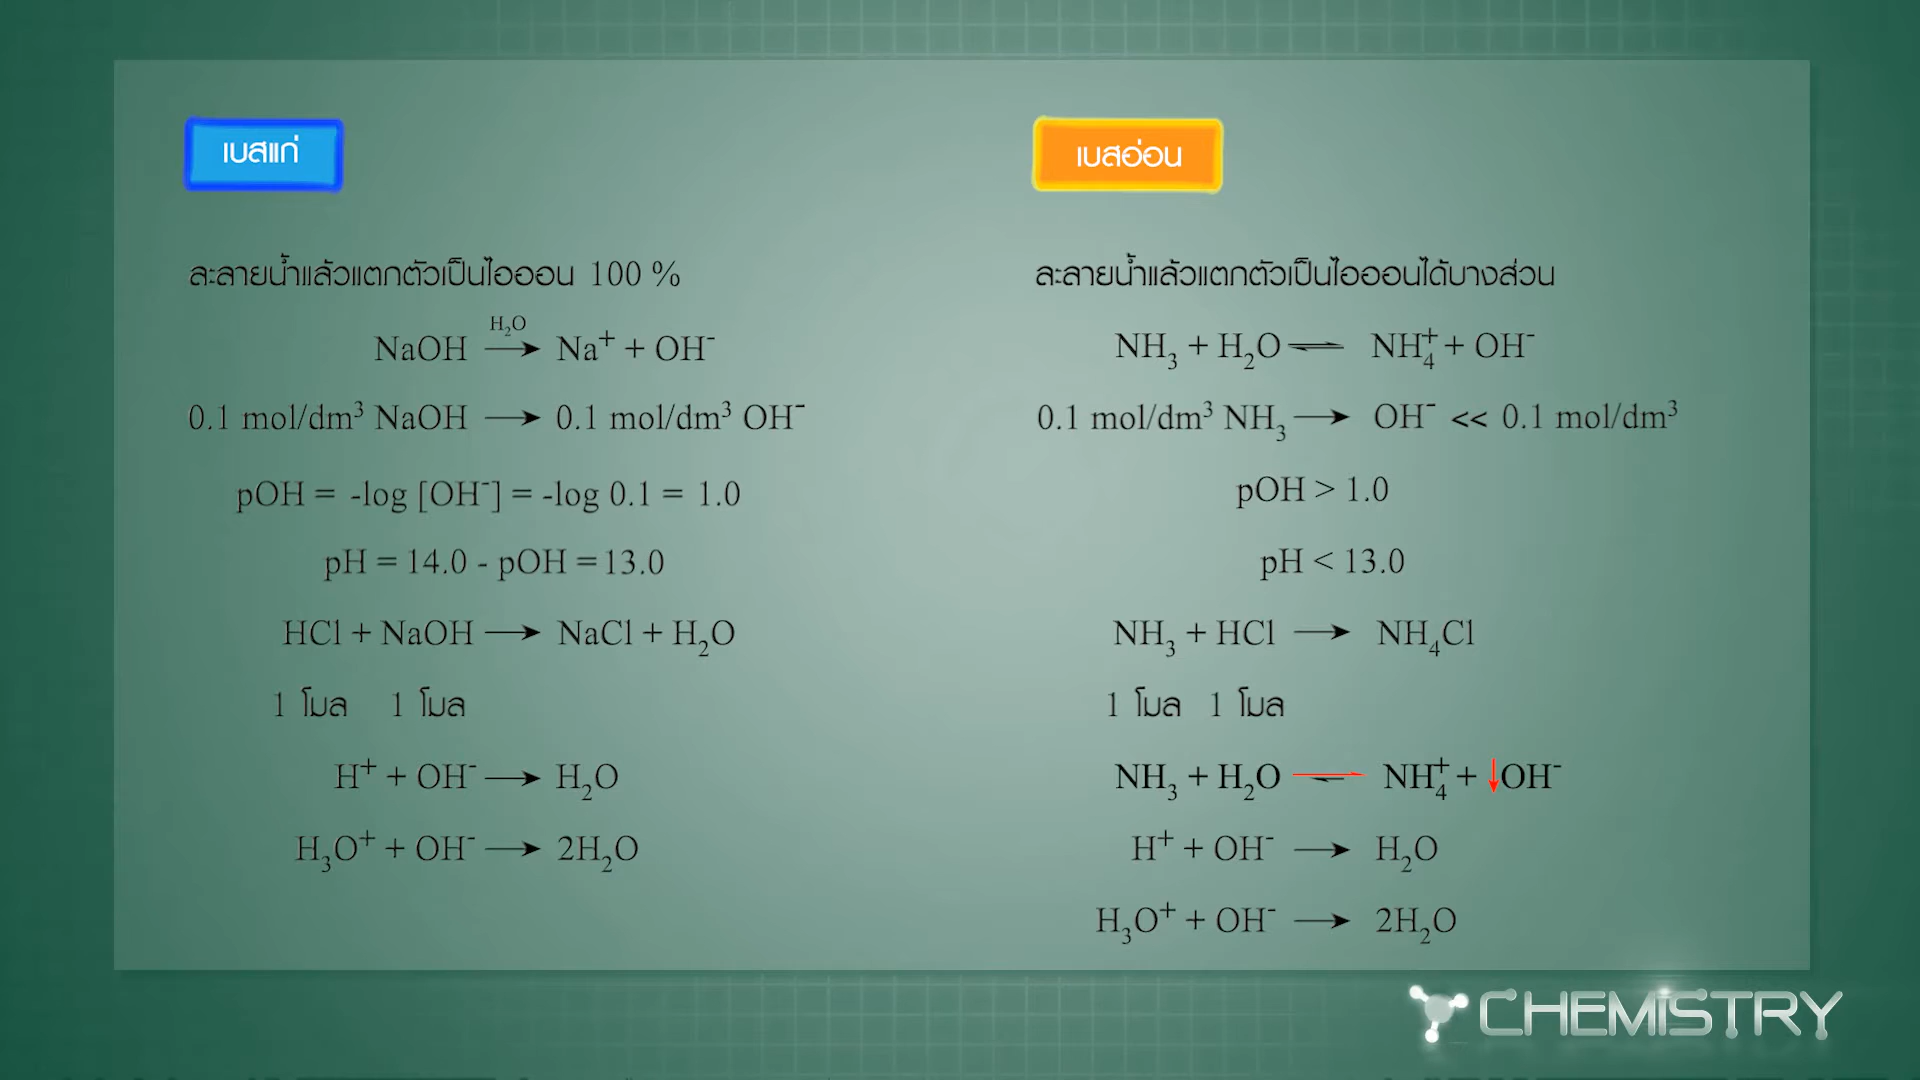 เบสแก่
ละลายน้ำแล้วแตกตัวเป็นไอออน 100 %
NaOH —H₂O→ Na⁺ + OH⁻
0.1 mol/dm³ NaOH → 0.1 mol/dm³ OH⁻
pOH = -log [OH⁻] = -log 0.1 = 1.0
pH = 14.0 - pOH = 13.0
HCl + NaOH → NaCl + H₂O
1 โมล 1 โมล
H⁺ + OH⁻ → H₂O
H₃O⁺ + OH⁻ → 2H₂O
เบสอ่อน
ละลายน้ำแล้วแตกตัวเป็นไอออนได้บางส่วน
NH₃ + H₂O ⇌ NH₄⁺ + OH⁻
0.1 mol/dm³ NH₃ → OH⁻ << 0.1 mol/dm³
pOH > 1.0
pH < 13.0
NH₃ + HCl → NH₄Cl
1 โมล 1 โมล
NH₃ + H₂O ⇌ NH₄⁺ + ↓OH⁻
H⁺ + OH⁻ → H₂O
H₃O⁺ + OH⁻ → 2H₂O
CHEMiSTRY